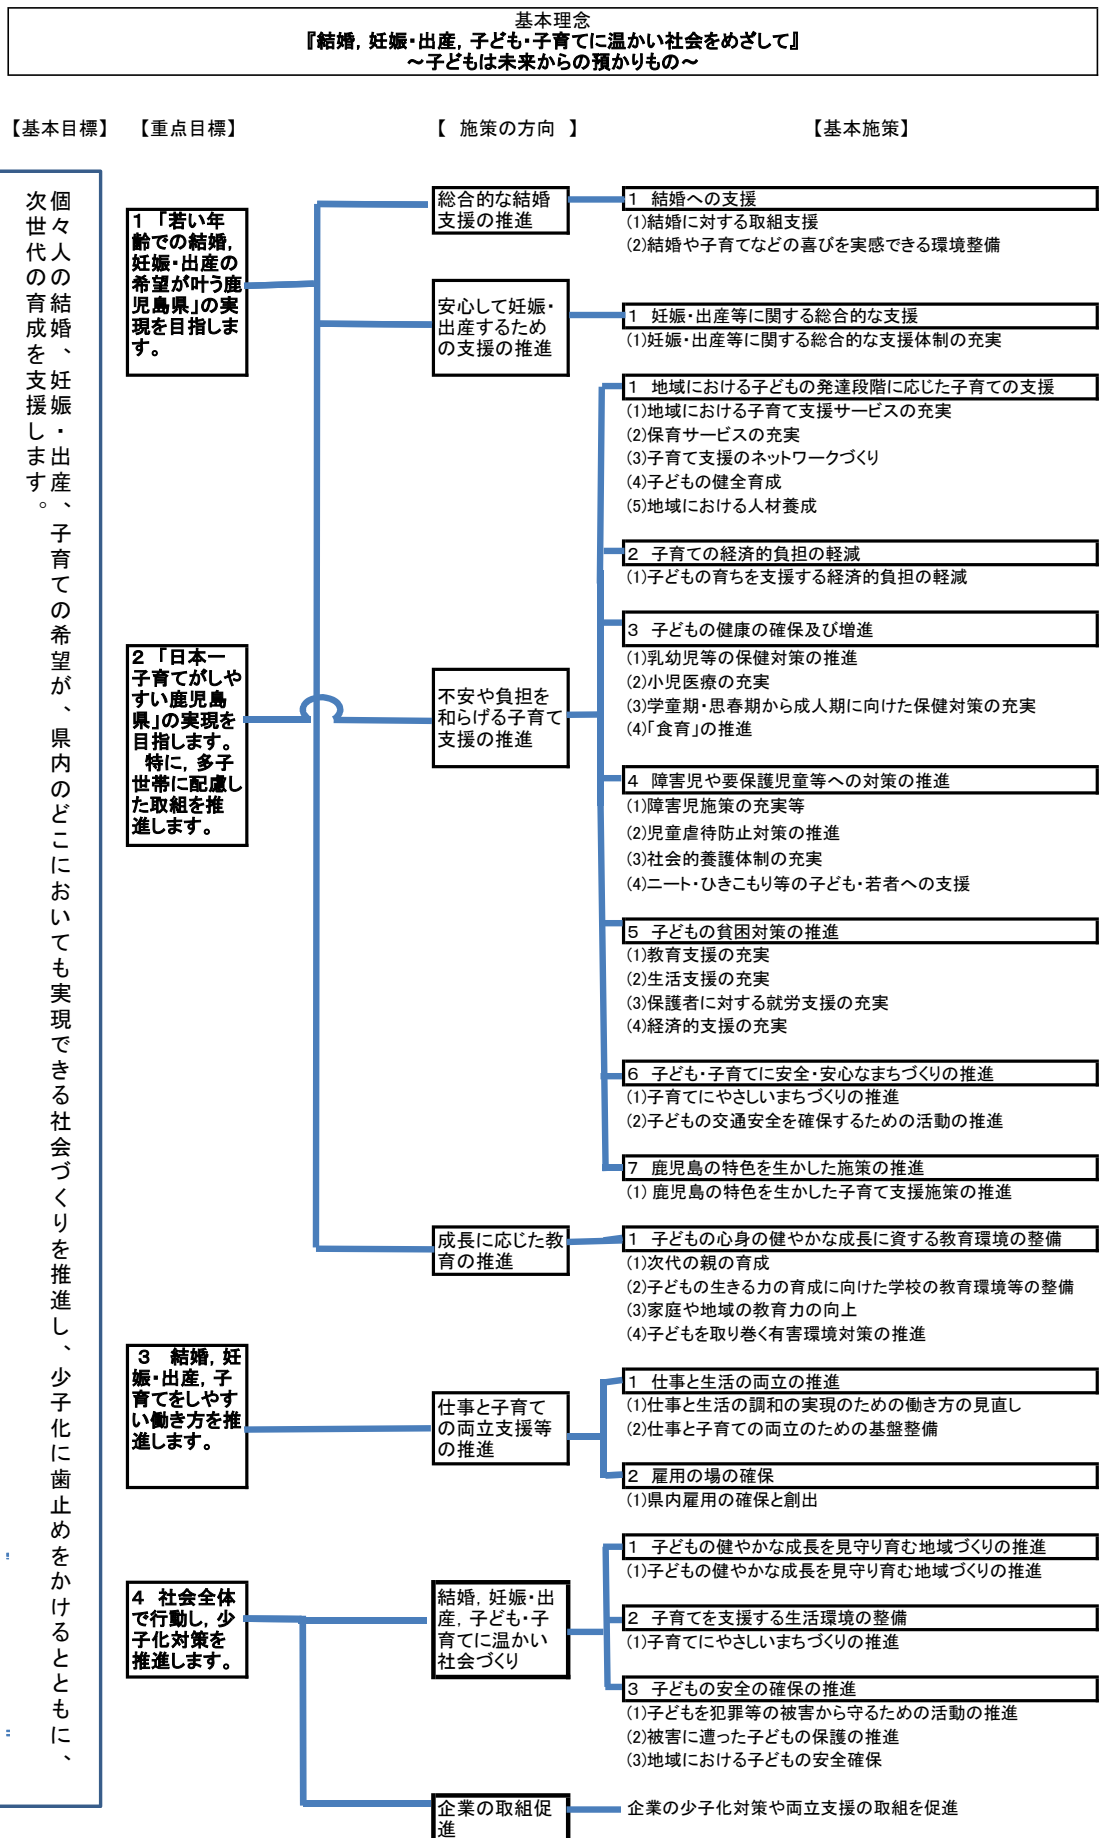 基本理念
『結婚，妊娠・出産，子ども・子育てに温かい社会をめざして』
～子どもは未来からの預かりもの～
【基本目標】 【重点目標】 【 施策の方向 】 【基本施策】
個々人の結婚、妊娠・出産、子育ての希望が、県内のどこにおいても実現できる社会づくりを推進し、少子化に歯止めをかけるとともに、
次世代の育成を支援します。
1 「若い年
齢での結婚，
妊娠・出産の
希望が叶う鹿
児島県」の実
現を目指しま
す。
総合的な結婚
支援の推進
1 結婚への支援
(1)結婚に対する取組支援
(2)結婚や子育てなどの喜びを実感できる環境整備
安心して妊娠・
出産するため
の支援の推進
1 妊娠・出産等に関する総合的な支援
(1)妊娠・出産等に関する総合的な支援体制の充実
2 「日本一
子育てがしや
すい鹿児島
県」の実現を
目指します。
特に，多子
世帯に配慮し
た取組を推
進します。
不安や負担を
和らげる子育て
支援の推進
1 地域における子どもの発達段階に応じた子育ての支援
(1)地域における子育て支援サービスの充実
(2)保育サービスの充実
(3)子育て支援のネットワークづくり
(4)子どもの健全育成
(5)地域における人材養成
2 子育ての経済的負担の軽減
(1)子どもの育ちを支援する経済的負担の軽減
3 子どもの健康の確保及び増進
(1)乳幼児等の保健対策の推進
(2)小児医療の充実
(3)学童期・思春期から成人期に向けた保健対策の充実
(4)「食育」の推進
4 障害児や要保護児童等への対策の推進
(1)障害児施策の充実等
(2)児童虐待防止対策の推進
(3)社会的養護体制の充実
(4)ニート・ひきこもり等の子ども・若者への支援
5 子どもの貧困対策の推進
(1)教育支援の充実
(2)生活支援の充実
(3)保護者に対する就労支援の充実
(4)経済的支援の充実
6 子ども・子育てに安全・安心なまちづくりの推進
(1)子育てにやさしいまちづくりの推進
(2)子どもの交通安全を確保するための活動の推進
7 鹿児島の特色を生かした施策の推進
(1) 鹿児島の特色を生かした子育て支援施策の推進
成長に応じた教
育の推進
1 子どもの心身の健やかな成長に資する教育環境の整備
(1)次代の親の育成
(2)子どもの生きる力の育成に向けた学校の教育環境等の整備
(3)家庭や地域の教育力の向上
(4)子どもを取り巻く有害環境対策の推進
3 結婚，妊
娠・出産，子
育てをしやす
い働き方を推
進します。
仕事と子育て
の両立支援等
の推進
1 仕事と生活の両立の推進
(1)仕事と生活の調和の実現のための働き方の見直し
(2)仕事と子育ての両立のための基盤整備
2 雇用の場の確保
(1)県内雇用の確保と創出
4 社会全体
で行動し，少
子化対策を
推進します。
結婚，妊娠・出
産，子ども・子
育てに温かい
社会づくり
1 子どもの健やかな成長を見守り育む地域づくりの推進
(1)子どもの健やかな成長を見守り育む地域づくりの推進
2 子育てを支援する生活環境の整備
(1)子育てにやさしいまちづくりの推進
3 子どもの安全の確保の推進
(1)子どもを犯罪等の被害から守るための活動の推進
(2)被害に遭った子どもの保護の推進
(3)地域における子どもの安全確保
企業の取組促
進
企業の少子化対策や両立支援の取組を促進